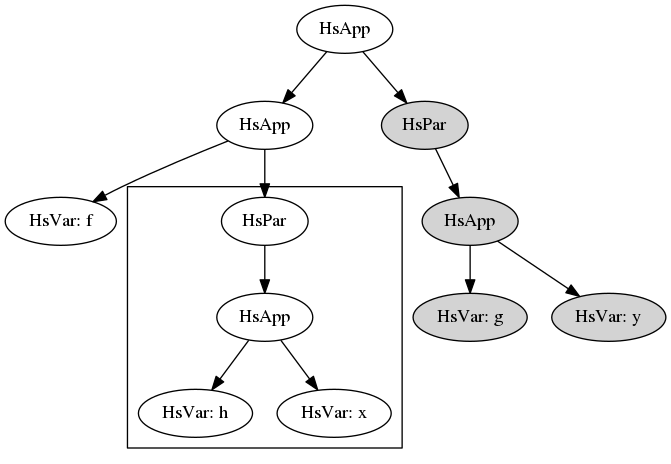 HsApp
HsApp
HsPar
HsVar: f
HsPar
HsApp
HsApp
HsVar: g
HsVar: y
HsVar: h
HsVar: x